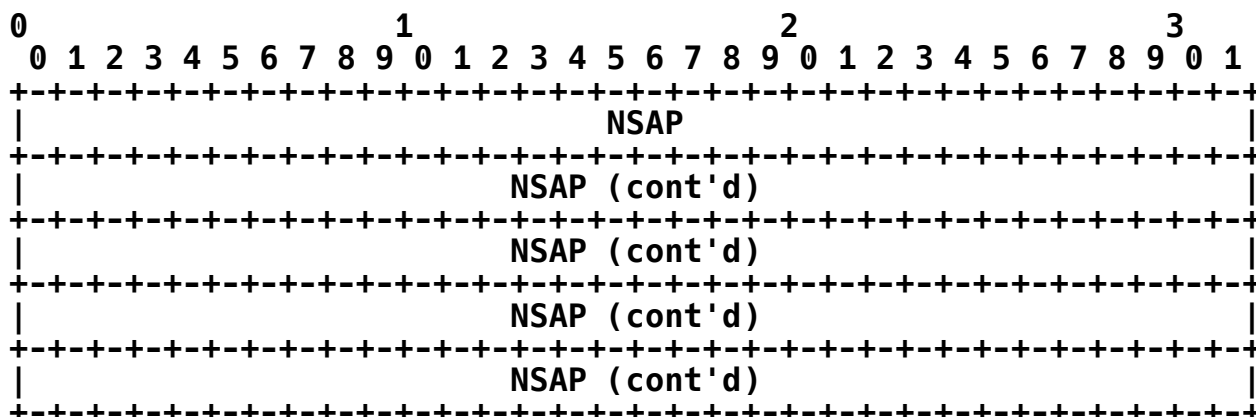 0                   1                   2                   3
 0 1 2 3 4 5 6 7 8 9 0 1 2 3 4 5 6 7 8 9 0 1 2 3 4 5 6 7 8 9 0 1
+-+-+-+-+-+-+-+-+-+-+-+-+-+-+-+-+-+-+-+-+-+-+-+-+-+-+-+-+-+-+-+-+
|                              NSAP                             |
+-+-+-+-+-+-+-+-+-+-+-+-+-+-+-+-+-+-+-+-+-+-+-+-+-+-+-+-+-+-+-+-+
|                         NSAP (cont'd)                         |
+-+-+-+-+-+-+-+-+-+-+-+-+-+-+-+-+-+-+-+-+-+-+-+-+-+-+-+-+-+-+-+-+
|                         NSAP (cont'd)                         |
+-+-+-+-+-+-+-+-+-+-+-+-+-+-+-+-+-+-+-+-+-+-+-+-+-+-+-+-+-+-+-+-+
|                         NSAP (cont'd)                         |
+-+-+-+-+-+-+-+-+-+-+-+-+-+-+-+-+-+-+-+-+-+-+-+-+-+-+-+-+-+-+-+-+
|                         NSAP (cont'd)                         |
+-+-+-+-+-+-+-+-+-+-+-+-+-+-+-+-+-+-+-+-+-+-+-+-+-+-+-+-+-+-+-+-+